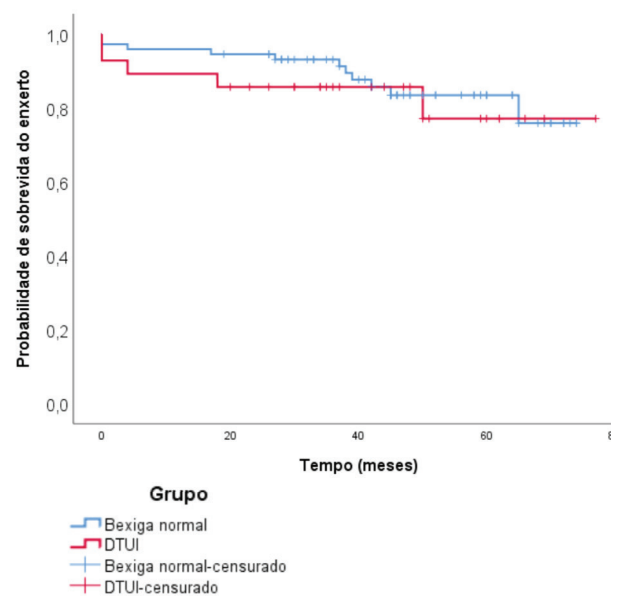 Probabilidade de sobrevida do enxerto
1,0
0,8
0,6
0,4
0,2
0,0
0 20 40 60 8
Tempo (meses)
Grupo
Bexiga normal
DTUI
Bexiga normal-censurado
DTUI-censurado